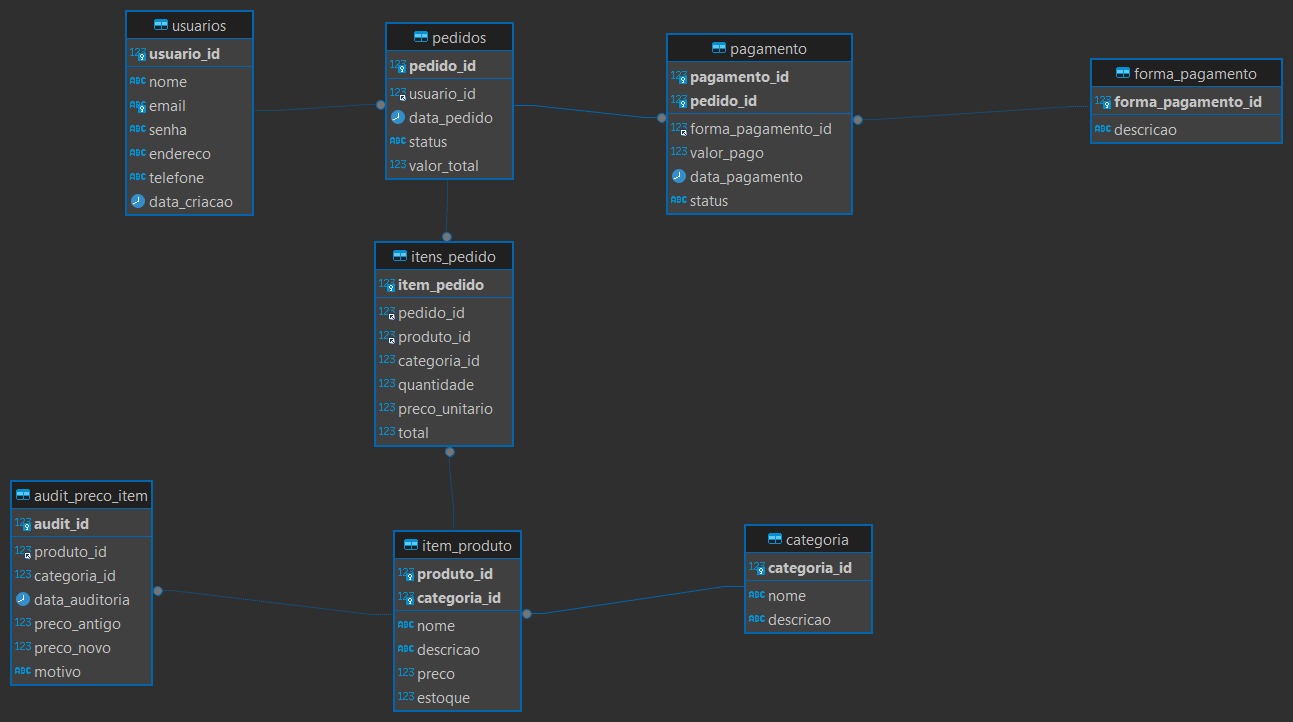 usuarios
usuario_id
nome
email
senha
endereco
telefone
data_criacao
pedidos
pedido_id
usuario_id
data_pedido
status
valor_total
pagamento
pagamento_id
pedido_id
forma_pagamento_id
valor_pago
data_pagamento
status
forma_pagamento
forma_pagamento_id
descricao
itens_pedido
item_pedido
pedido_id
produto_id
categoria_id
quantidade
preco_unitario
total
audit_preco_item
audit_id
produto_id
categoria_id
data_auditoria
preco_antigo
preco_novo
motivo
item_produto
produto_id
categoria_id
nome
descricao
preco
estoque
categoria
categoria_id
nome
descricao